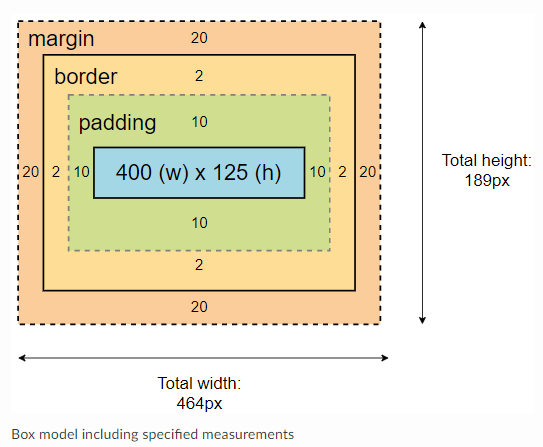 margin 20
border 2
padding 10
20 2 10 400 (w) x 125 (h) 10 2 20
10
2
20
Total height:
189px
Total width:
464px
Box model including specified measurements